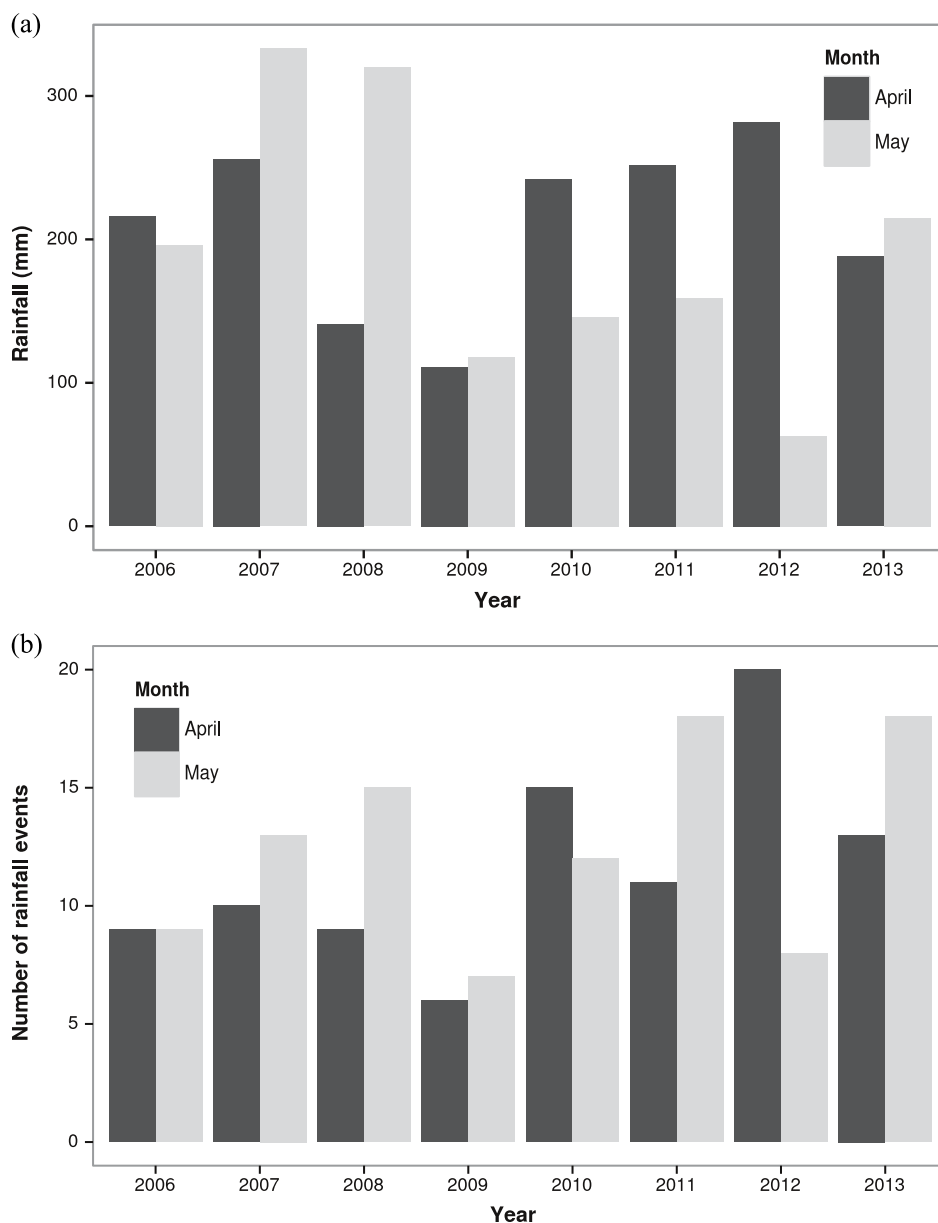 (a)
Month
April
May
Rainfall (mm)
300
200
100
0
2006 2007 2008 2009 2010 2011 2012 2013
Year
(b)
Month
April
May
Number of rainfall events
20
15
10
5
0
2006 2007 2008 2009 2010 2011 2012 2013
Year